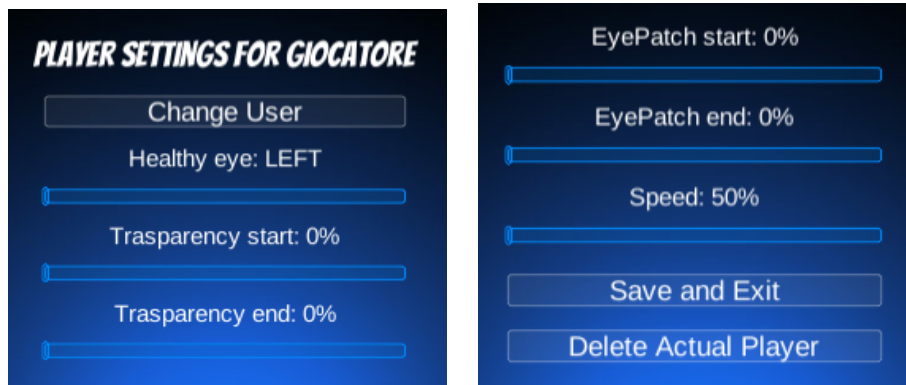 PLAYER SETTINGS FOR GIOCATORE
Change User
Healthy eye: LEFT
Trasparency start: 0%
Trasparency end: 0%
EyePatch start: 0%
EyePatch end: 0%
Speed: 50%
Save and Exit
Delete Actual Player